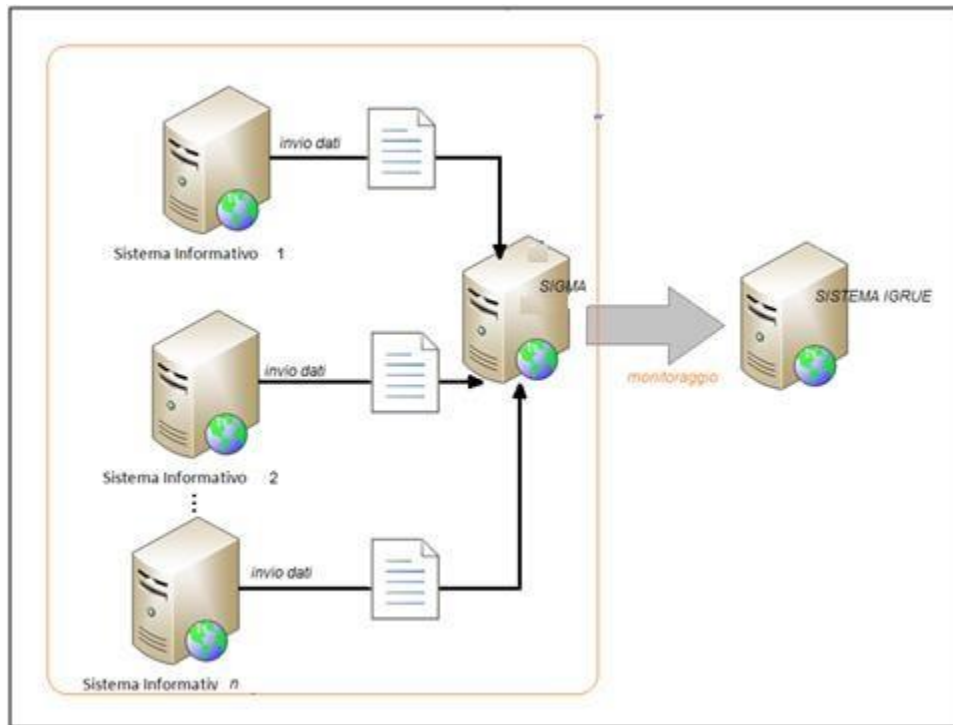 invio dati
Sistema Informativo 1
SIGMA
SISTEMA IGRUE
invio dati
monitoraggio
Sistema Informativo 2
invio dati
Sistema Informativ n